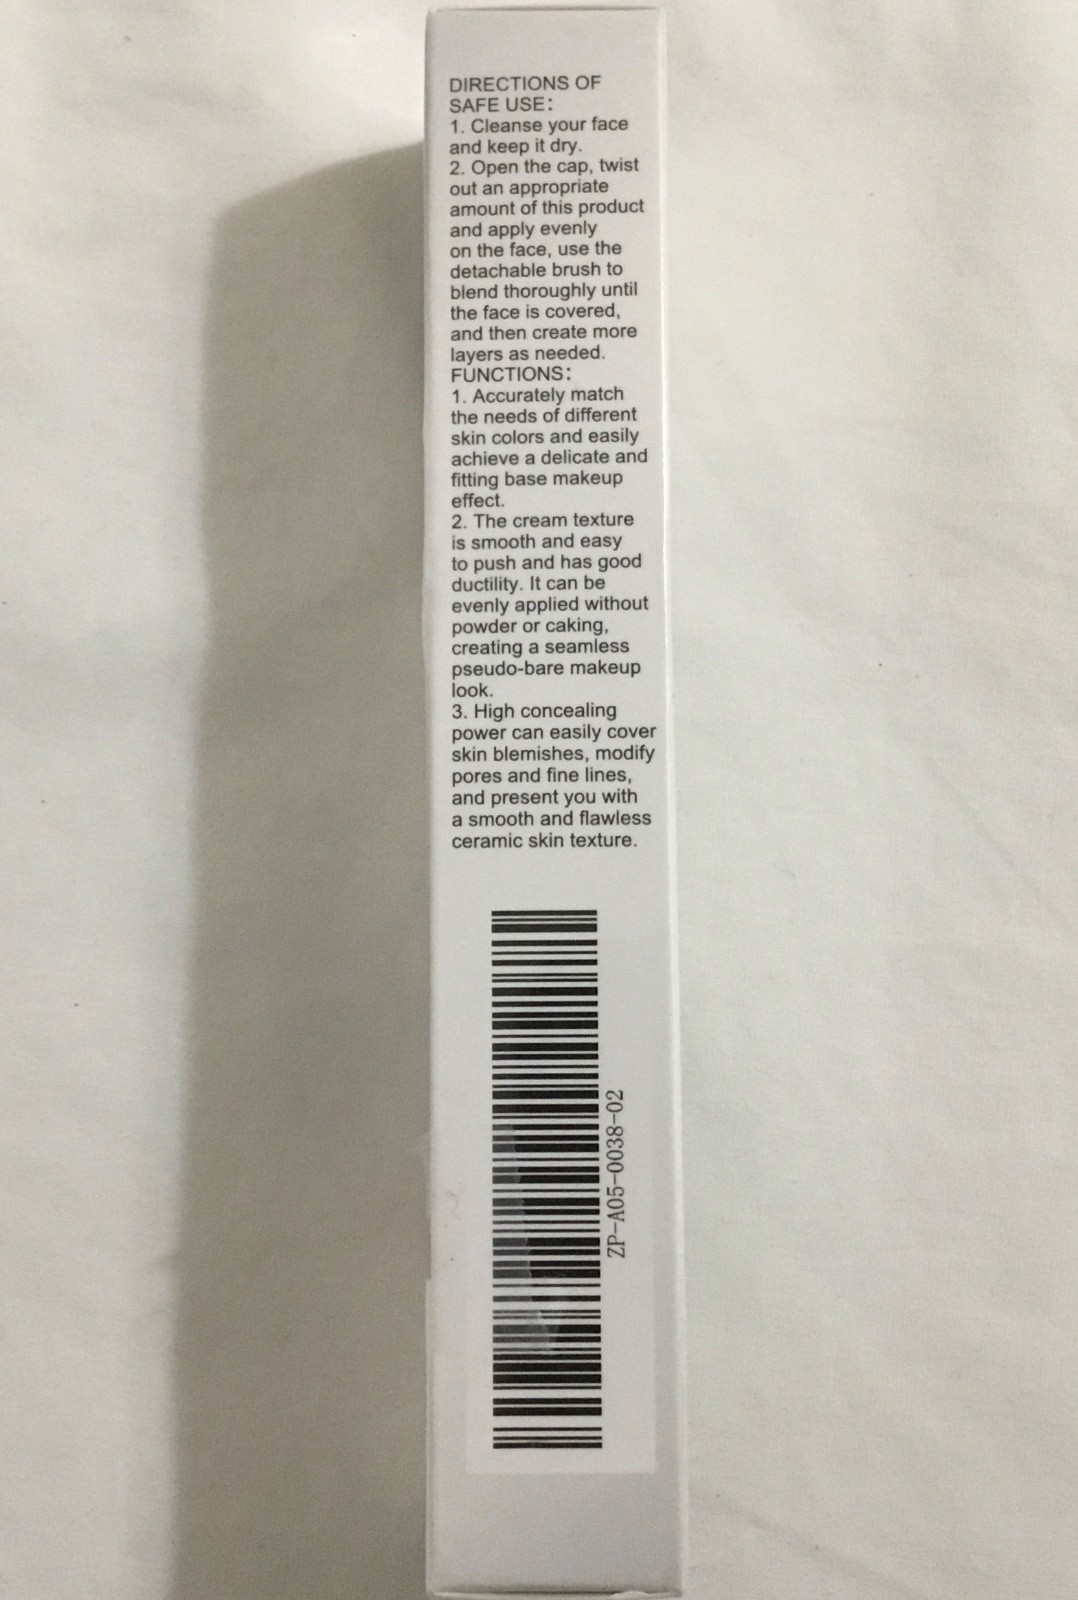 DIRECTIONS OF
SAFE USE:
1. Cleanse your face
and keep it dry.
2. Open the cap, twist
out an appropriate
amount of this product
and apply evenly
on the face, use the
detachable brush to
blend thoroughly until
the face is covered,
and then create more
layers as needed.
FUNCTIONS:
1. Accurately match
the needs of different
skin colors and easily
achieve a delicate and
fitting base makeup
effect.
2. The cream texture
is smooth and easy
to push and has good
ductility. It can be
evenly applied without
powder or caking,
creating a seamless
pseudo-bare makeup
look.
3. High concealing
power can easily cover
skin blemishes, modify
pores and fine lines,
and present you with
a smooth and flawless
ceramic skin texture.
ZP-A05-0038-02